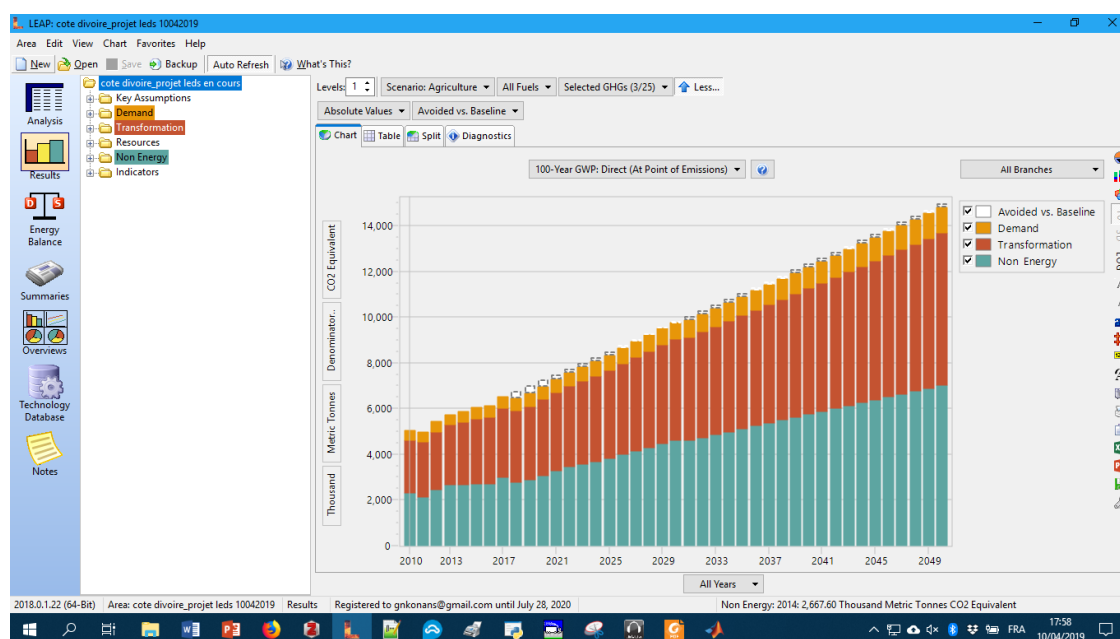 LEAP: cote divoire_projet leds 10042019
Area Edit View Chart Favorites Help
New Open Save Backup Auto Refresh What's This?
Analysis
Results
Energy
Balance
Summaries
Overviews
Technology
Database
Notes
cote divoire_projet leds en cours
Key Assumptions
Demand
Transformation
Resources
Non Energy
Indicators
Levels: 1 Scenario: Agriculture All Fuels Selected GHGs (3/25) Less...
Absolute Values Avoided vs. Baseline
Chart Table Split Diagnostics
100-Year GWP: Direct (At Point of Emissions) All Branches
CO2 Equivalent
Denominator..
Metric Tonnes
Thousand
14,000
12,000
10,000
8,000
6,000
4,000
2,000
0
2010 2013 2017 2021 2025 2029 2033 2037 2041 2045 2049
Avoided vs. Baseline
Demand
Transformation
Non Energy
All Years
2018.0.1.22 (64-Bit) Area: cote divoire_projet leds 10042019 Results Registered to gnkonans@gmail.com until July 28, 2020 Non Energy: 2014: 2,667.60 Thousand Metric Tonnes CO2 Equivalent
FRA 17:58
10/04/2019